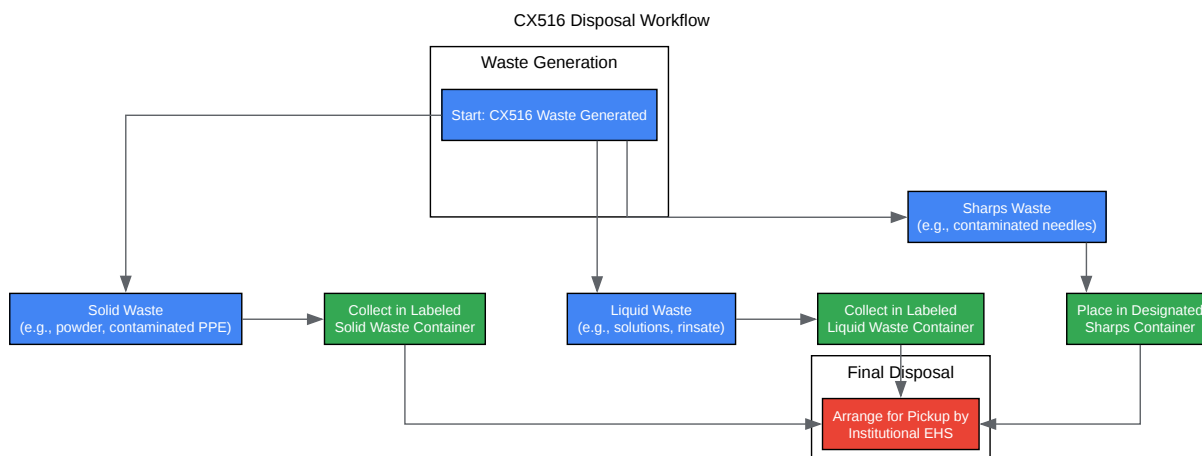 CX516 Disposal Workflow
Waste Generation
Start: CX516 Waste Generated
Sharps Waste
(e.g., contaminated needles)
Solid Waste
(e.g., powder, contaminated PPE)
Collect in Labeled
Solid Waste Container
Liquid Waste
(e.g., solutions, rinsate)
Collect in Labeled
Liquid Waste Container
Place in Designated
Sharps Container
Final Disposal
Arrange for Pickup by
Institutional EHS